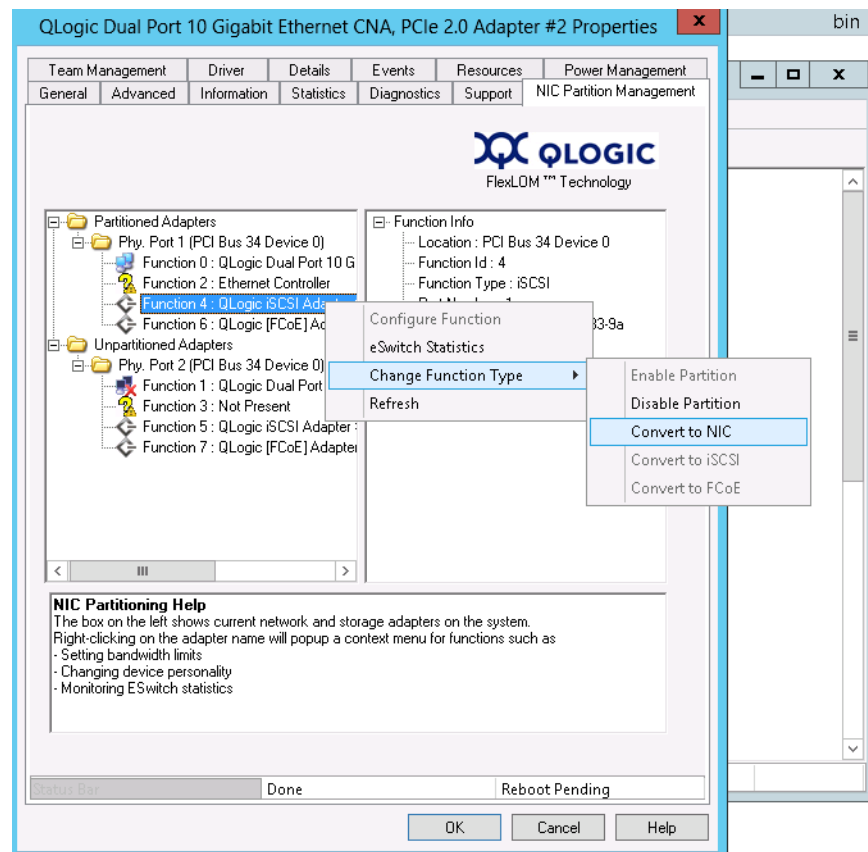 QLogic Dual Port 10 Gigabit Ethernet CNA, PCIe 2.0 Adapter #2 Properties
x
bin
x
Team Management Driver Details Events Resources Power Management
General Advanced Information Statistics Diagnostics Support NIC Partition Management
QLOGIC
FlexLOM ™ Technology
Partitioned Adapters
Phy. Port 1 (PCI Bus 34 Device 0)
Function 0 : QLogic Dual Port 10 G
Function 2 : Ethernet Controller
Function 4 : QLogic iSCSI
Function 6 : QLogic [FCoE]
Unpartitioned Adapters
Phy. Port 2 (PCI Bus 34 Device 0)
Function 1 : QLogic Dual Port
Function 3 : Not Present
Function 5 : QLogic iSCSI Adapter
Function 7 : QLogic [FCoE] Adapter
Function Info
Location : PCI Bus 34 Device 0
Function Id : 4
Function Type : iSCSI
33-9a
Configure Function
eSwitch Statistics
Change Function Type
Refresh
Enable Partition
Disable Partition
Convert to NIC
Convert to iSCSI
Convert to FCoE
NIC Partitioning Help
The box on the left shows current network and storage adapters on the system.
Right-clicking on the adapter name will popup a context menu for functions such as
- Setting bandwidth limits
- Changing device personality
- Monitoring ESwitch statistics
Status Bar Done Reboot Pending
OK Cancel Help